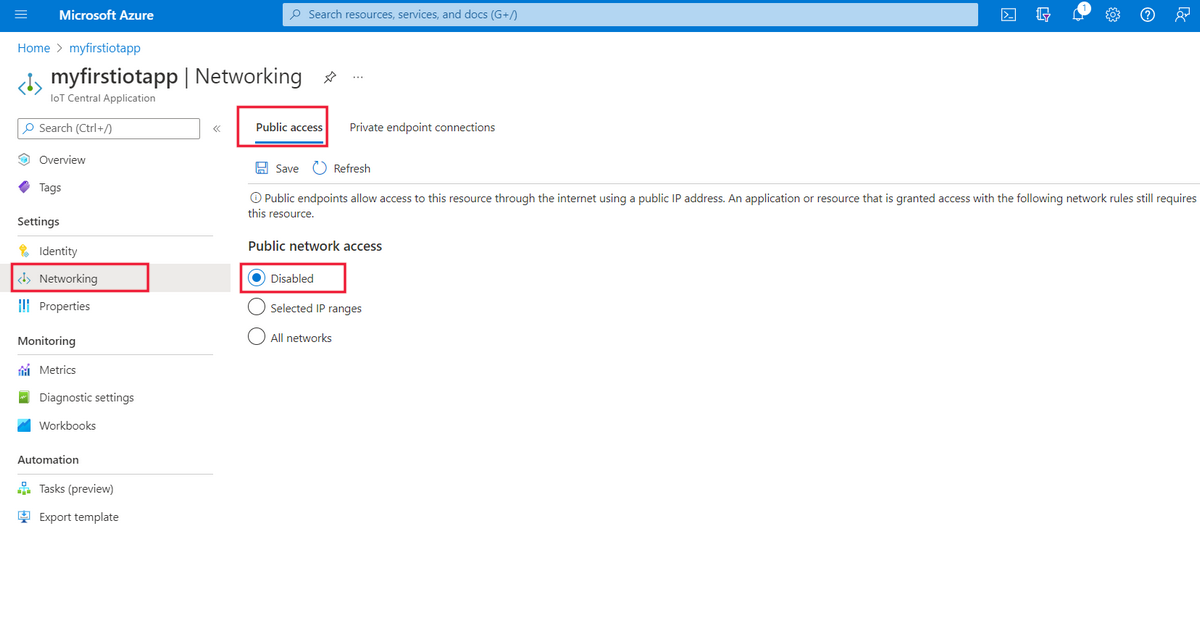 Microsoft Azure
Search resources, services, and docs (G+/)
1
Home > myfirstiotapp
myfirstiotapp | Networking
...
IoT Central Application
Search (Ctrl+/)
«
Overview
Tags
Settings
Identity
Networking
Properties
Monitoring
Metrics
Diagnostic settings
Workbooks
Automation
Tasks (preview)
Export template
Public access
Private endpoint connections
Save
Refresh
Public endpoints allow access to this resource through the internet using a public IP address. An application or resource that is granted access with the following network rules still requires
this resource.
Public network access
Disabled
Selected IP ranges
All networks